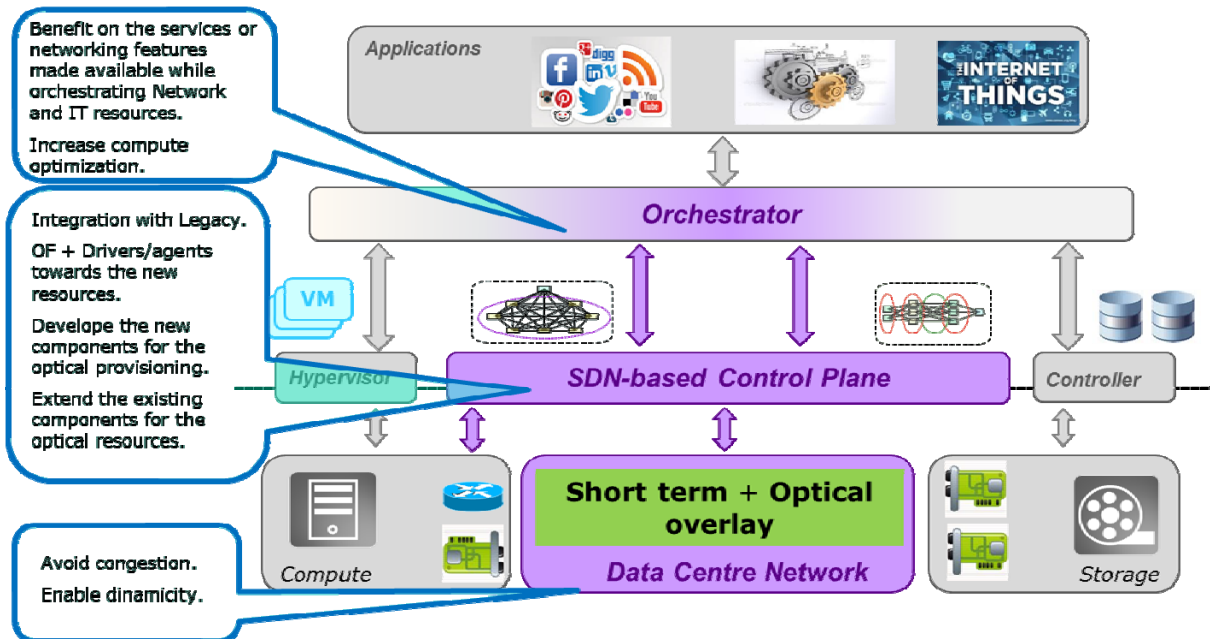 Benefit on the services or
networking features
made available while
orchestrating Network
and IT resources.
Increase compute
optimization.
Applications
digg
You
Tube
THE
INTERNET
OF
THINGS
Orchestrator
Integration with Legacy.
OF + Drivers/agents
towards the new
resources.
Develope the new
components for the
optical provisioning.
Extend the existing
components for the
optical resources.
VM
Hypervisor
SDN-based Control Plane
Controller
Short term + Optical
overlay
Compute
Data Centre Network
Storage
Avoid congestion.
Enable dinamicity.